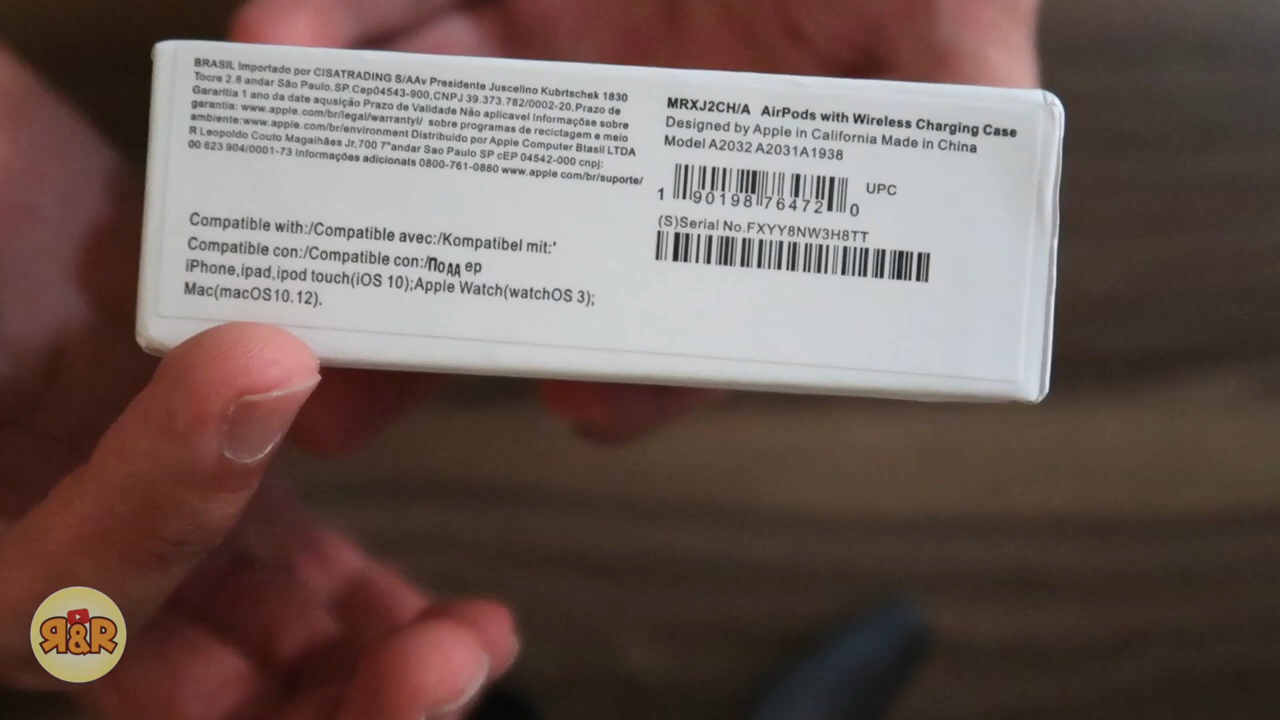 BRASIL Importado por CISATRADING S/AAv Presidente Juscelino Kubrtschek 1830
Tocre 2.8 andar São Paulo,SP.Cep04543-900,CNPJ 39.373.782/0002-20,Prazo de
Gararitia 1 ano da date aqusição Prazo de Validade Não aplicavel Informaçõse sobre
garentia: www.apple.com/br/legal/warrantyl/ sobre programas de reciclagem e meio
ambiente:www.apple.com/br/environment Distribuido por Apple Computer Btasil LTDA
R Leopoldo Couto Magalhães Jr,700 7"andar Sao Paulo SP cEP 04542-000 cnpj:
00 623 904/0001-73 Informações adicionats 0800-761-0880 www.apple com/br/suporte/
Compatible with:/Compatible avec:/Kompatibel mit:'
Compatible con:/Compatible con:/Подд ер
iPhone,ipad,ipod touch(iOS 10);Apple Watch(watchOS 3);
Mac(macOS10.12).
MRXJ2CH/A AirPods with Wireless Charging Case
Designed by Apple in California Made in China
Model A2032 A2031A1938
UPC
1 90198 76472 0
(S)Serial No.FXYY8NW3H8TT
Я&R